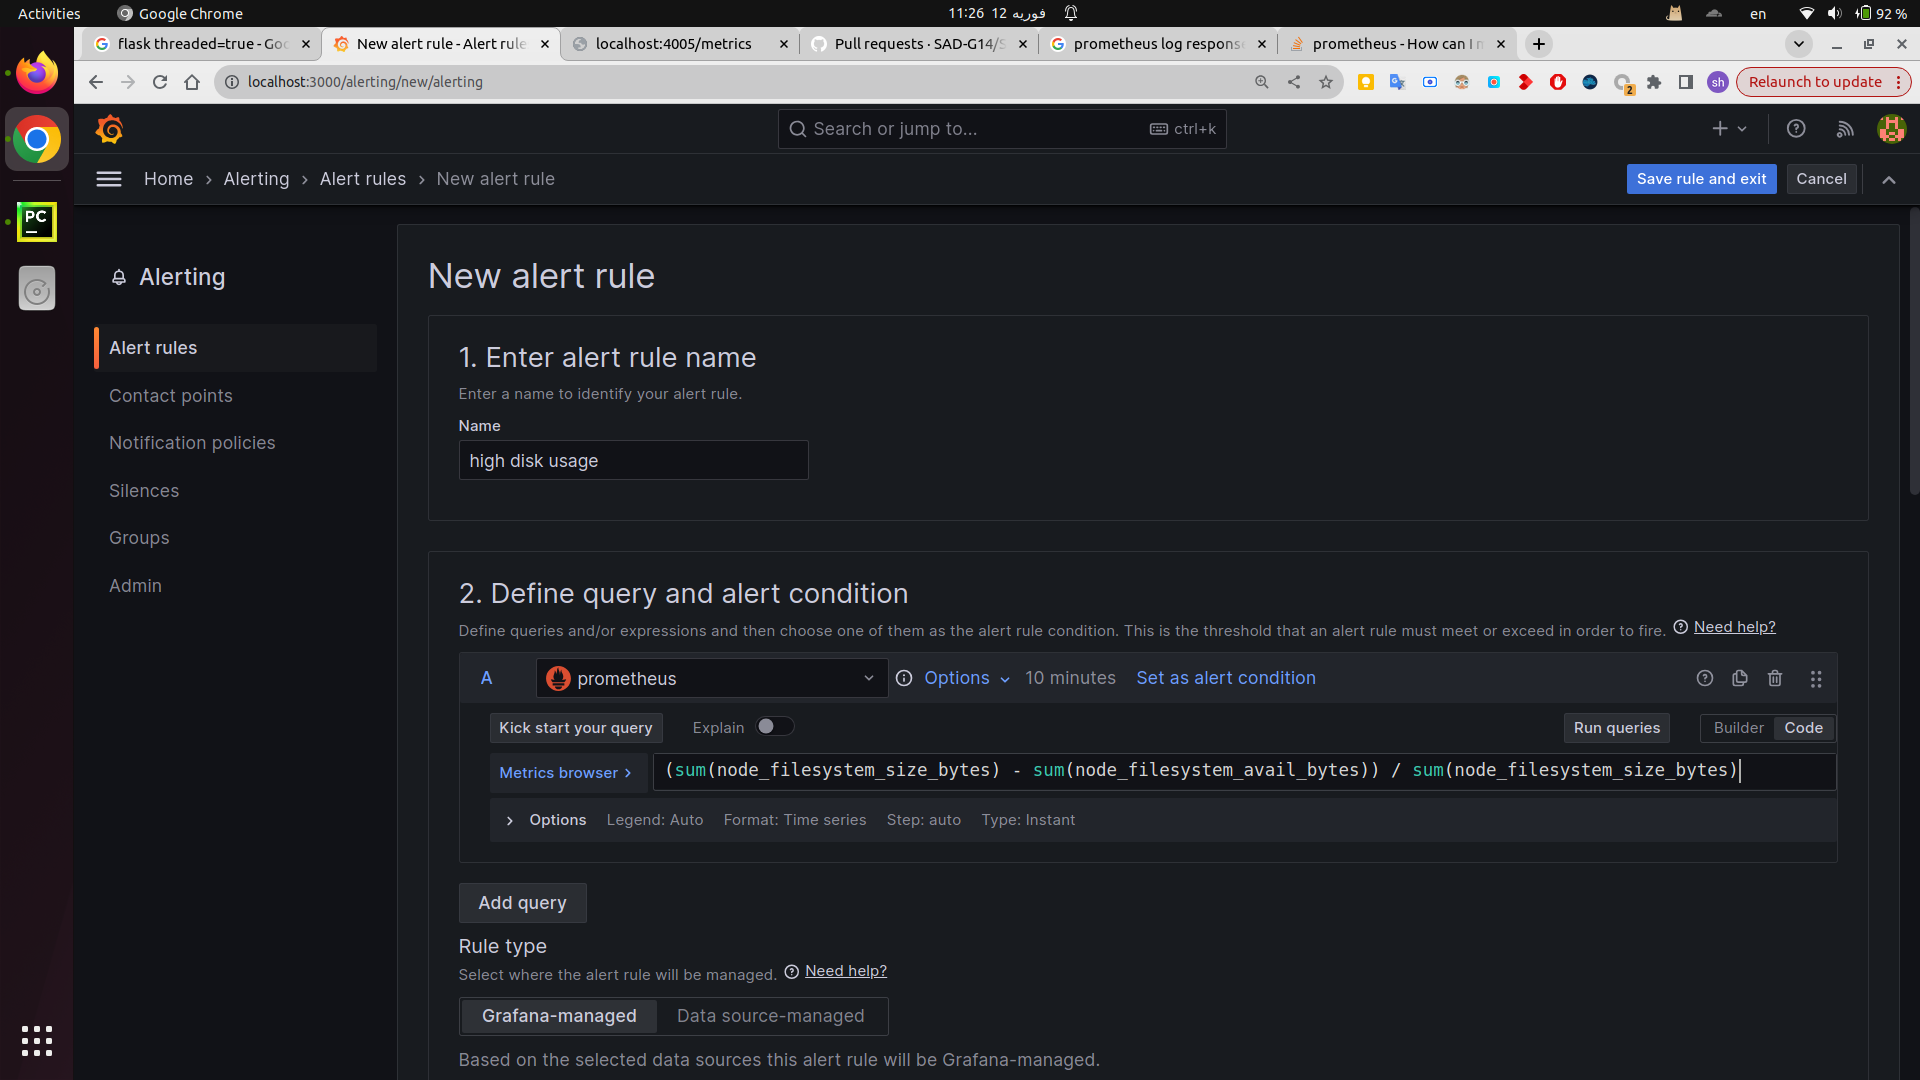 Activities
Google Chrome
11:26  12 فوریه
en
92 %
flask threaded=true - Goo
New alert rule - Alert rule
localhost:4005/metrics
Pull requests · SAD-G14/S
prometheus log respons
prometheus - How can I m
localhost:3000/alerting/new/alerting
2
sh
Relaunch to update
Search or jump to...
ctrl+k
Home › Alerting › Alert rules › New alert rule
Save rule and exit
Cancel
PC
Alerting
Alert rules
Contact points
Notification policies
Silences
Groups
Admin
New alert rule
1. Enter alert rule name
Enter a name to identify your alert rule.
Name
high disk usage
2. Define query and alert condition
Define queries and/or expressions and then choose one of them as the alert rule condition. This is the threshold that an alert rule must meet or exceed in order to fire. Need help?
A
prometheus
Options
10 minutes
Set as alert condition
Kick start your query
Explain
Run queries
Builder
Code
Metrics browser ›
(sum(node_filesystem_size_bytes) - sum(node_filesystem_avail_bytes)) / sum(node_filesystem_size_bytes)
Options
Legend: Auto
Format: Time series
Step: auto
Type: Instant
Add query
Rule type
Select where the alert rule will be managed. Need help?
Grafana-managed
Data source-managed
Based on the selected data sources this alert rule will be Grafana-managed.